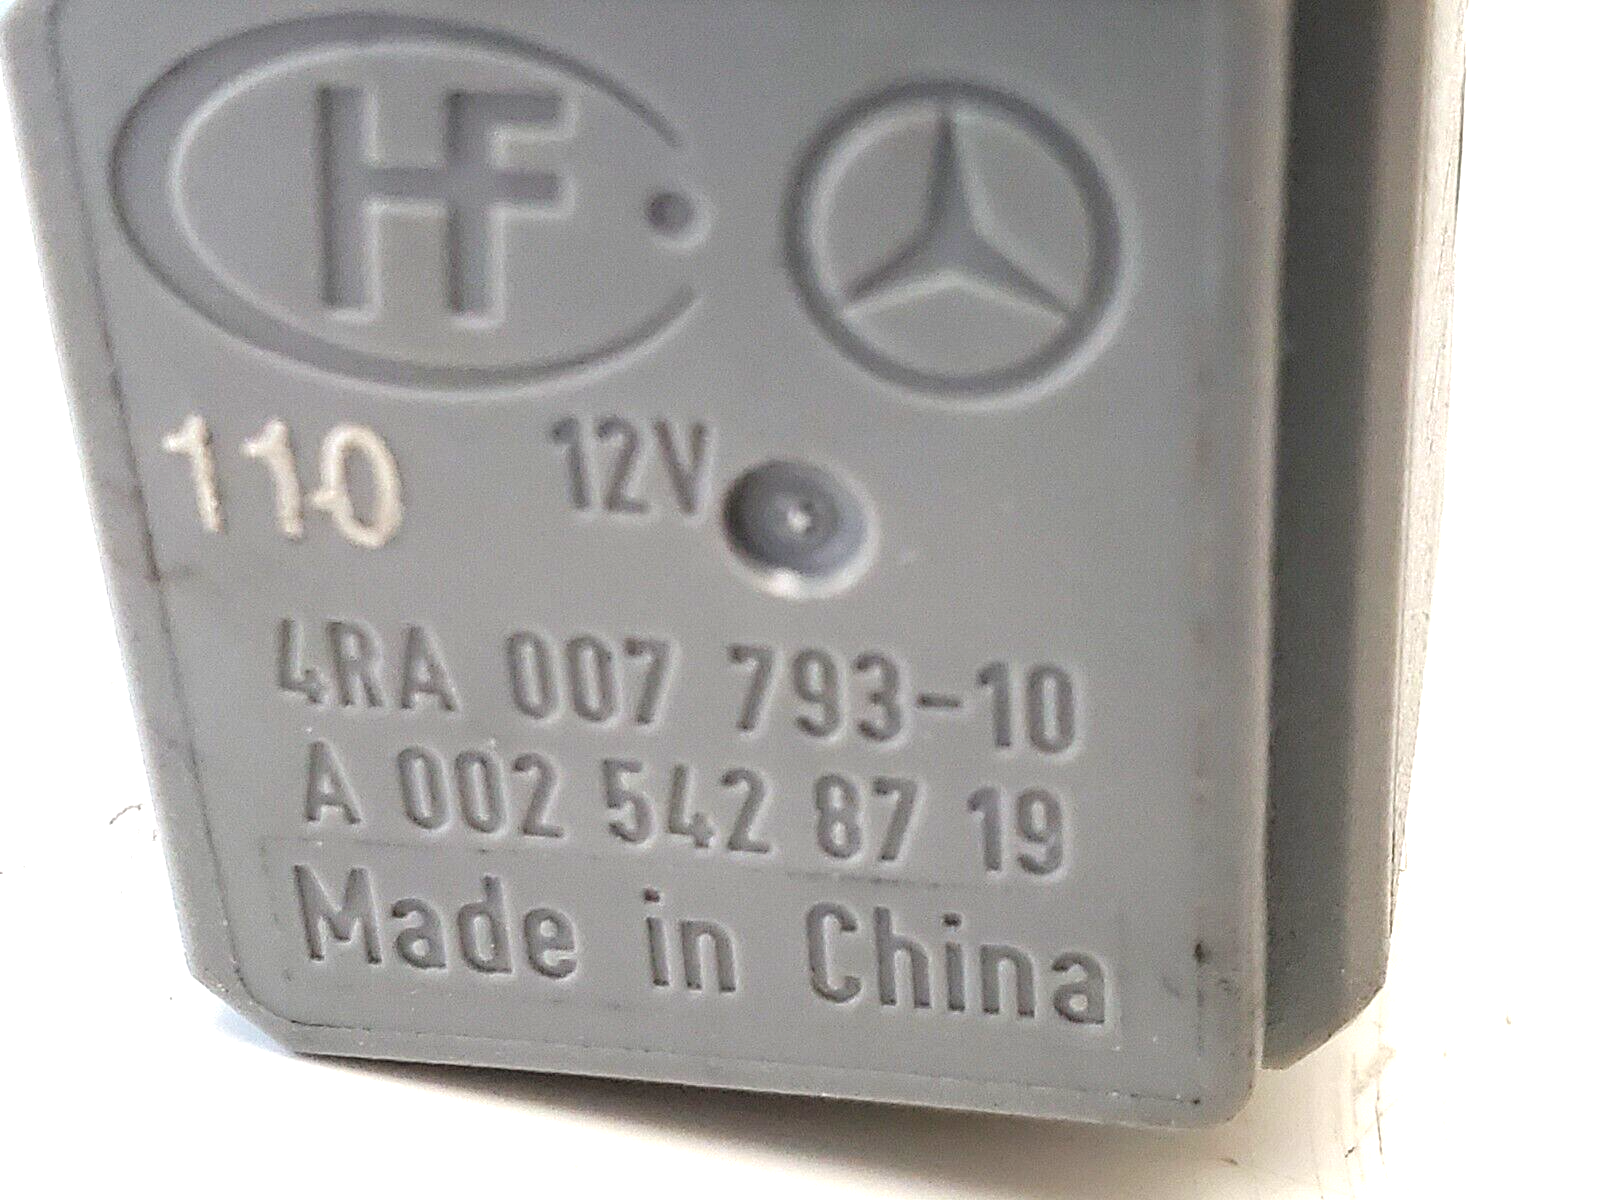 HF
110 12V
4RA 007 793-10
A 002 542 87 19
Made in China